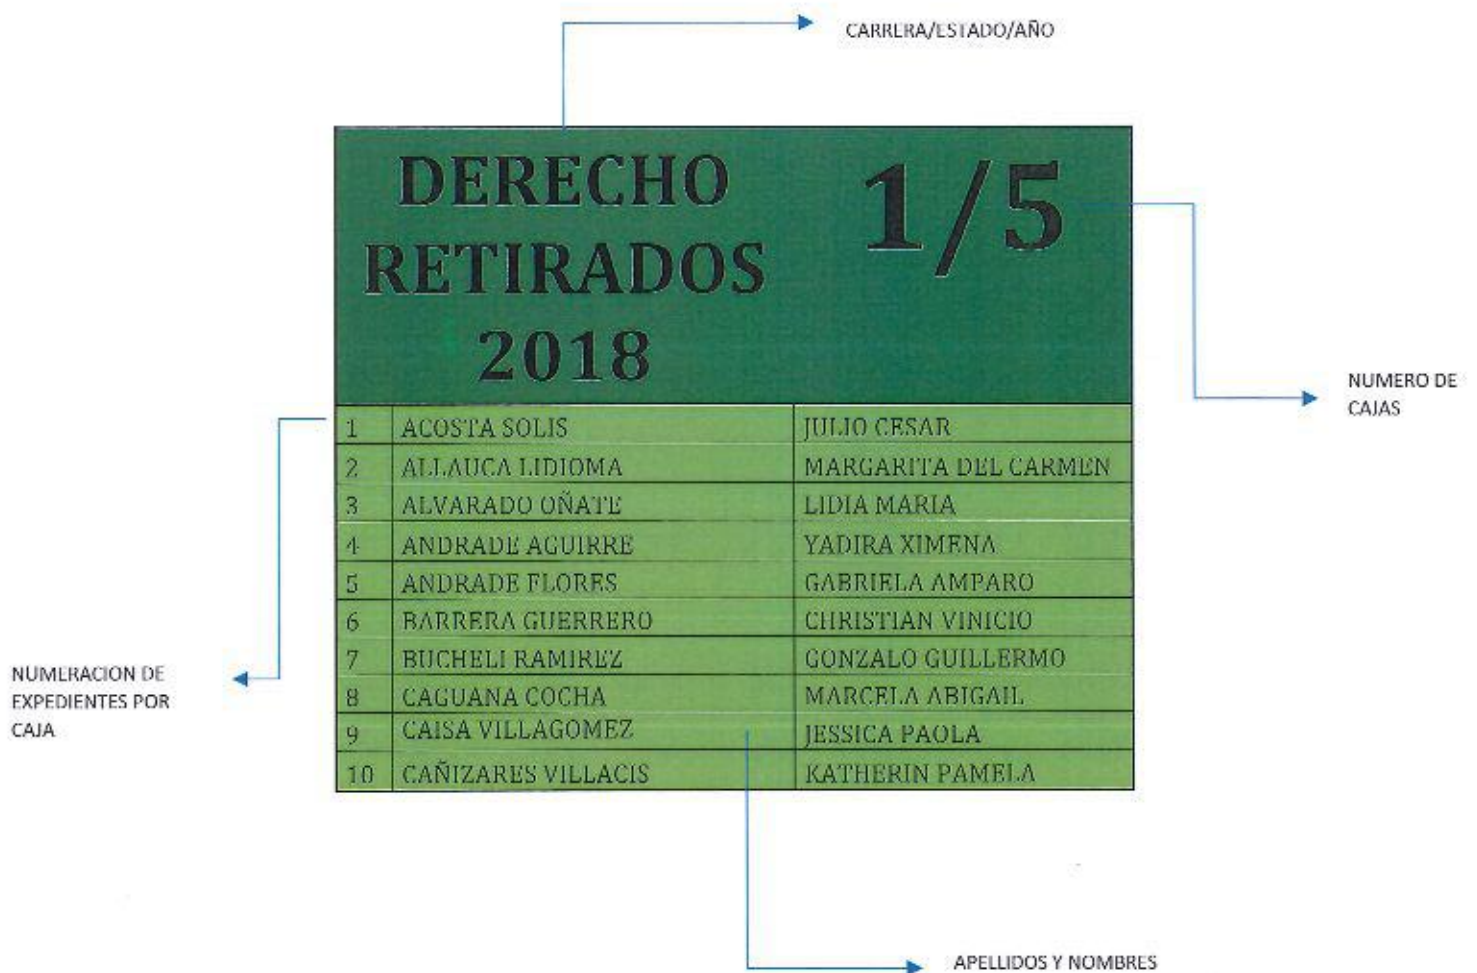 CARRERA/ESTADO/AÑO
DERECHO
RETIRADOS
2018
1/5
NUMERO DE
CAJAS
1 ACOSTA SOLIS JULIO CESAR
2 ALLAUCA LIDIOMA MARGARITA DEL CARMEN
3 ALVARADO OÑATE LIDIA MARIA
4 ANDRADE AGUIRRE YADIRA XIMENA
5 ANDRADE FLORES GABRIELA AMPARO
6 BARRERA GUERRERO CHRISTIAN VINICIO
7 BUCHELI RAMIREZ GONZALO GUILLERMO
8 CAGUANA COCHA MARCELA ABIGAIL
9 CAISA VILLAGOMEZ JESSICA PAOLA
10 CAÑIZARES VILLACIS KATHERIN PAMELA
NUMERACION DE
EXPEDIENTES POR
CAJA
APELLIDOS Y NOMBRES